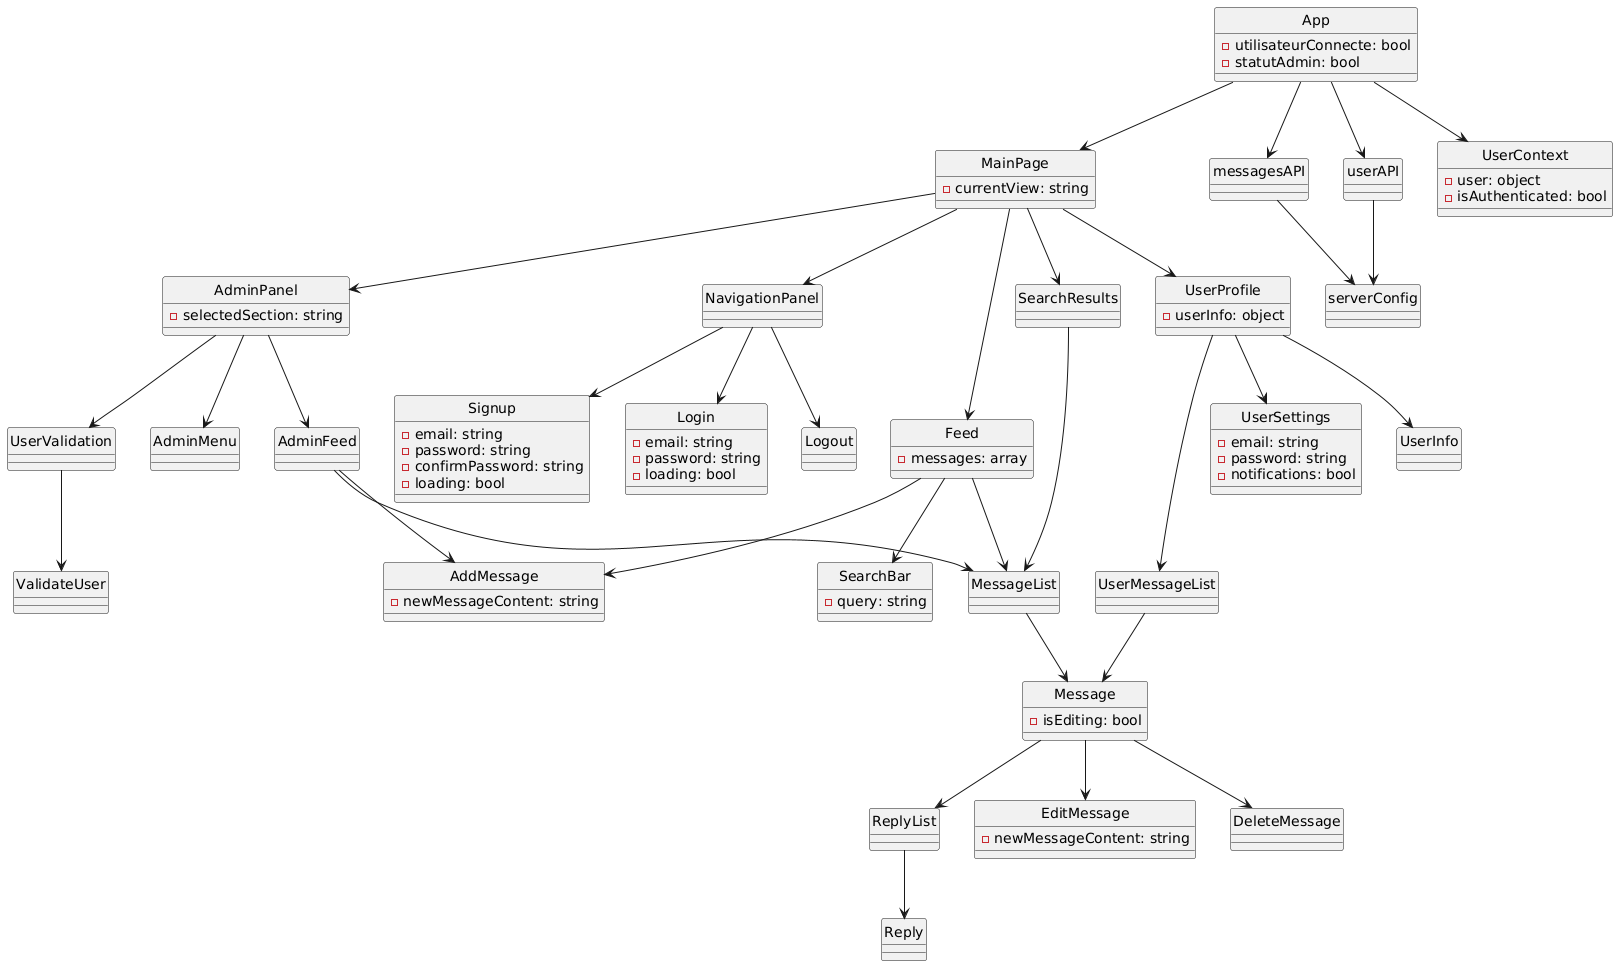 App
utilisateurConnecte: bool
statutAdmin: bool
MainPage
currentView: string
messagesAPI
userAPI
UserContext
user: object
isAuthenticated: bool
AdminPanel
selectedSection: string
NavigationPanel
SearchResults
UserProfile
userInfo: object
serverConfig
UserValidation
AdminMenu
AdminFeed
Signup
email: string
password: string
confirmPassword: string
loading: bool
Login
email: string
password: string
loading: bool
Logout
Feed
messages: array
UserSettings
email: string
password: string
notifications: bool
UserInfo
ValidateUser
AddMessage
newMessageContent: string
SearchBar
query: string
MessageList
UserMessageList
Message
isEditing: bool
ReplyList
EditMessage
newMessageContent: string
DeleteMessage
Reply